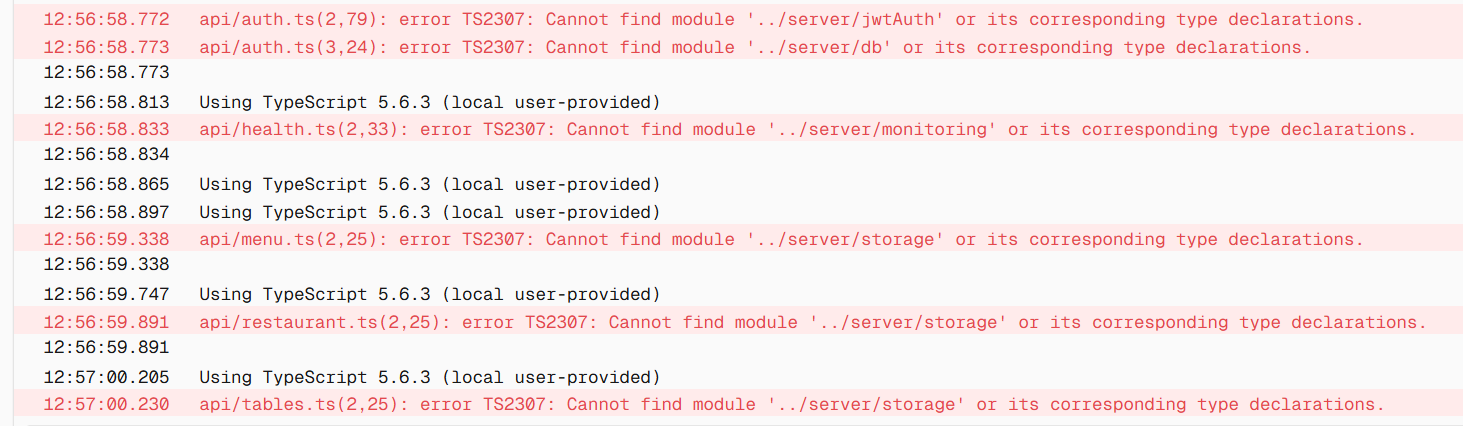 12:56:58.772 api/auth.ts(2,79): error TS2307: Cannot find module '../server/jwtAuth' or its corresponding type declarations.
12:56:58.773 api/auth.ts(3,24): error TS2307: Cannot find module '../server/db' or its corresponding type declarations.
12:56:58.773
12:56:58.813 Using TypeScript 5.6.3 (local user-provided)
12:56:58.833 api/health.ts(2,33): error TS2307: Cannot find module '../server/monitoring' or its corresponding type declarations.
12:56:58.834
12:56:58.865 Using TypeScript 5.6.3 (local user-provided)
12:56:58.897 Using TypeScript 5.6.3 (local user-provided)
12:56:59.338 api/menu.ts(2,25): error TS2307: Cannot find module '../server/storage' or its corresponding type declarations.
12:56:59.338
12:56:59.747 Using TypeScript 5.6.3 (local user-provided)
12:56:59.891 api/restaurant.ts(2,25): error TS2307: Cannot find module '../server/storage' or its corresponding type declarations.
12:56:59.891
12:57:00.205 Using TypeScript 5.6.3 (local user-provided)
12:57:00.230 api/tables.ts(2,25): error TS2307: Cannot find module '../server/storage' or its corresponding type declarations.